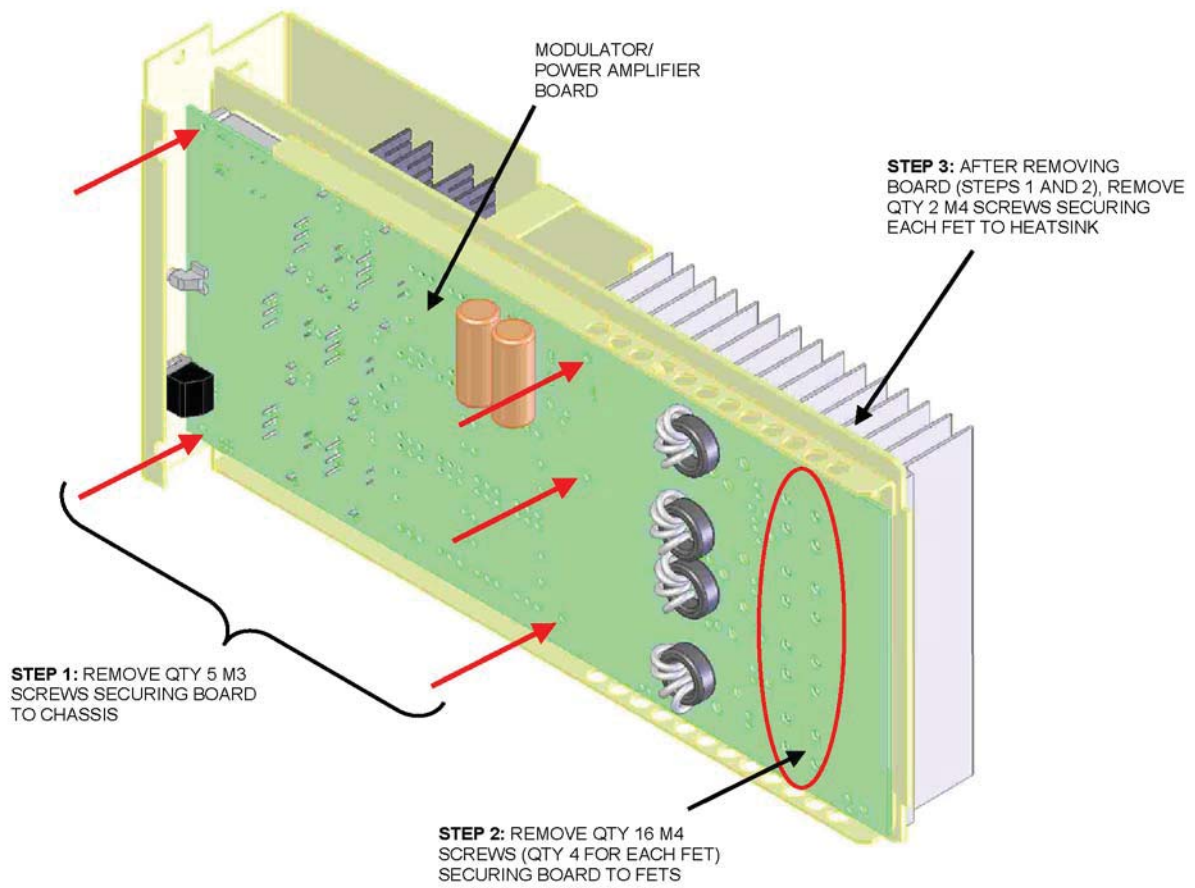 MODULATOR/
POWER AMPLIFIER
BOARD
STEP 3: AFTER REMOVING
BOARD (STEPS 1 AND 2), REMOVE
QTY 2 M4 SCREWS SECURING
EACH FET TO HEATSINK
STEP 1: REMOVE QTY 5 M3
SCREWS SECURING BOARD
TO CHASSIS
STEP 2: REMOVE QTY 16 M4
SCREWS (QTY 4 FOR EACH FET)
SECURING BOARD TO FETS